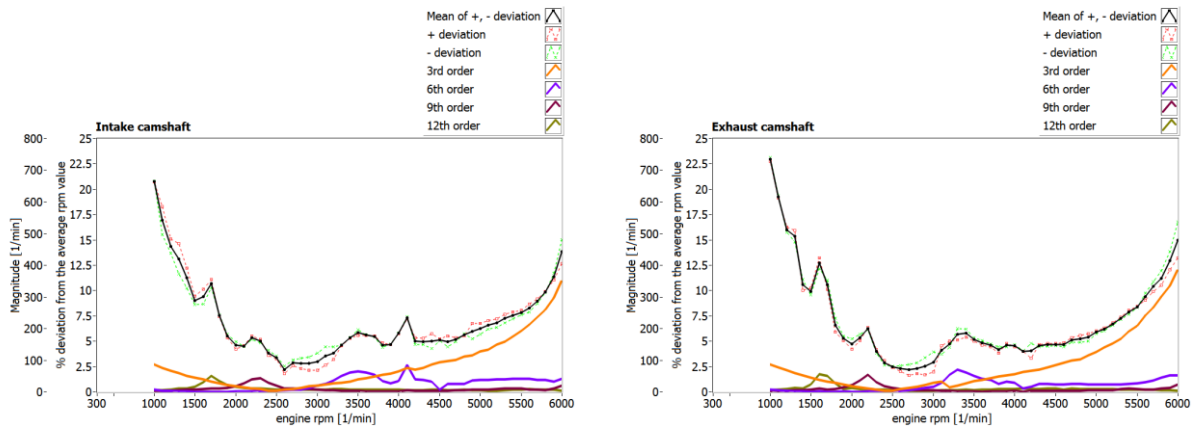 Mean of +, - deviation
+ deviation
- deviation
3rd order
6th order
9th order
12th order
Intake camshaft
Magnitude [1/min]
800
700
600
500
400
300
200
100
0
% deviation from the average rpm value
25
22.5
20
17.5
15
12.5
10
7.5
5
2.5
0
300 1000 1500 2000 2500 3000 3500 4000 4500 5000 5500 6000
engine rpm [1/min]
Mean of +, - deviation
+ deviation
- deviation
3rd order
6th order
9th order
12th order
Exhaust camshaft
Magnitude [1/min]
800
700
600
500
400
300
200
100
0
% deviation from the average rpm value
25
22.5
20
17.5
15
12.5
10
7.5
5
2.5
0
300 1000 1500 2000 2500 3000 3500 4000 4500 5000 5500 6000
engine rpm [1/min]